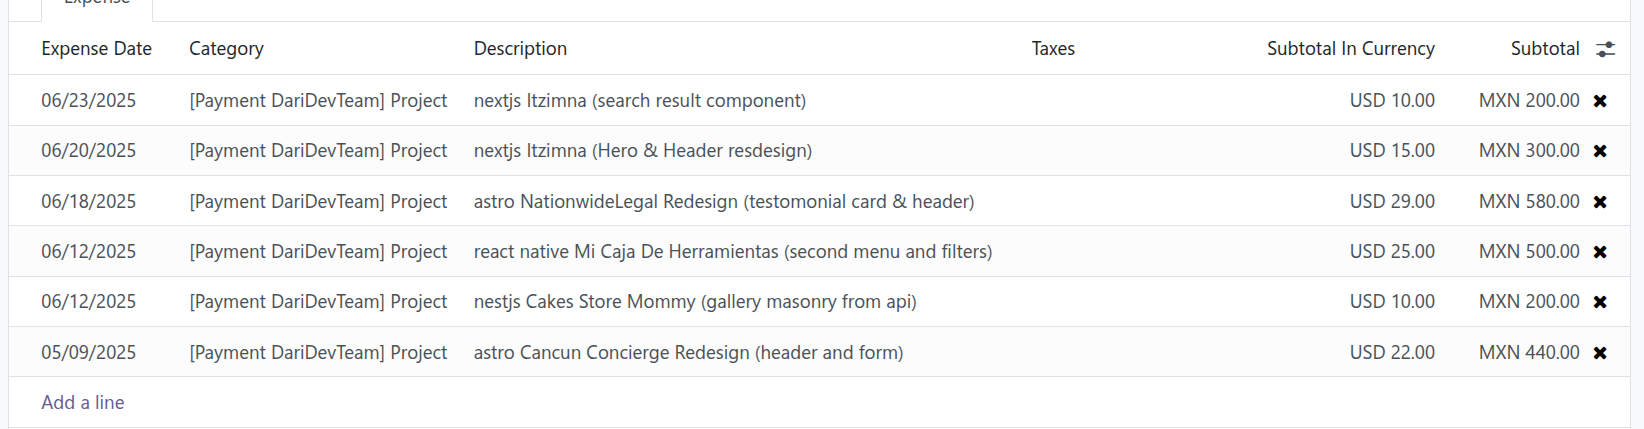 Expense
Expense Date Category Description Taxes Subtotal In Currency Subtotal
06/23/2025 [Payment DariDevTeam] Project nextjs Itzimna (search result component) USD 10.00 MXN 200.00
06/20/2025 [Payment DariDevTeam] Project nextjs Itzimna (Hero & Header resdesign) USD 15.00 MXN 300.00
06/18/2025 [Payment DariDevTeam] Project astro NationwideLegal Redesign (testomonial card & header) USD 29.00 MXN 580.00
06/12/2025 [Payment DariDevTeam] Project react native Mi Caja De Herramientas (second menu and filters) USD 25.00 MXN 500.00
06/12/2025 [Payment DariDevTeam] Project nestjs Cakes Store Mommy (gallery masonry from api) USD 10.00 MXN 200.00
05/09/2025 [Payment DariDevTeam] Project astro Cancun Concierge Redesign (header and form) USD 22.00 MXN 440.00
Add a line